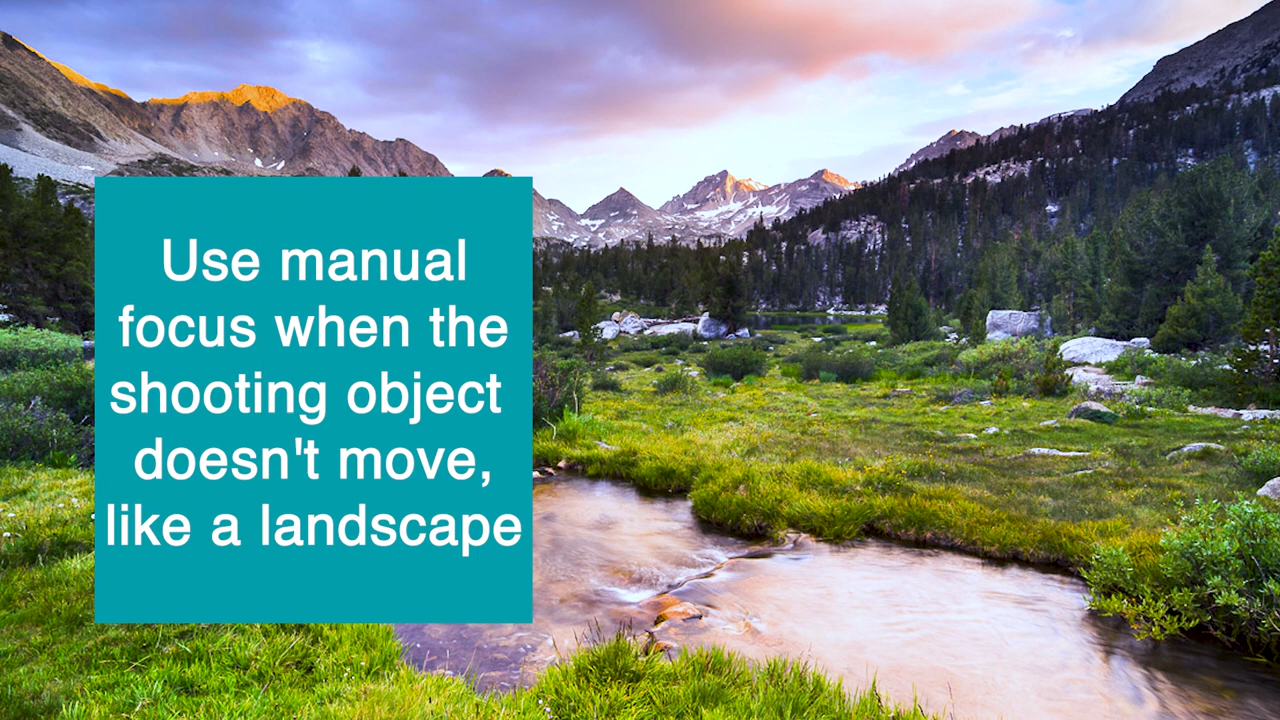 Use manual
focus when the
shooting object
doesn't move,
like a landscape